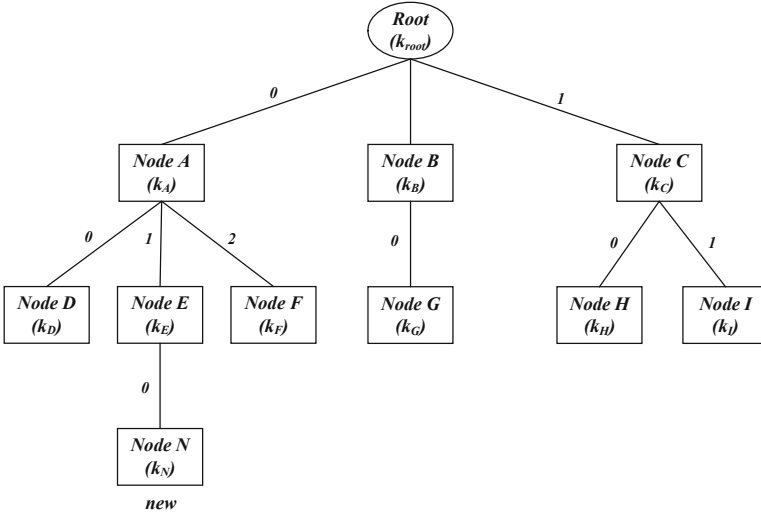 Root
(k_root)
0
1
Node A
(k_A)
Node B
(k_B)
Node C
(k_C)
0
1
2
0
0
1
Node D
(k_D)
Node E
(k_E)
Node F
(k_F)
Node G
(k_G)
Node H
(k_H)
Node I
(k_I)
0
Node N
(k_N)
new